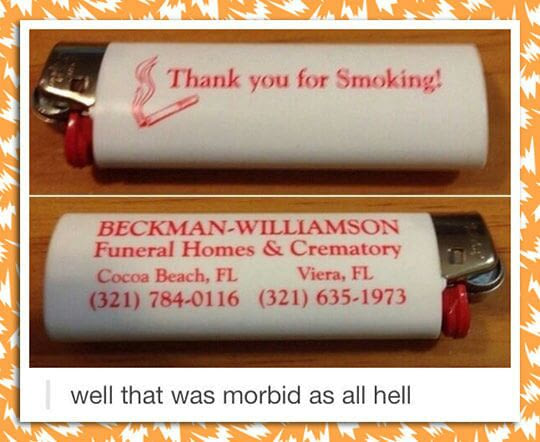 Thank you for Smoking!
BECKMAN-WILLIAMSON
Funeral Homes & Crematory
Cocoa Beach, FL Viera, FL
(321) 784-0116 (321) 635-1973
well that was morbid as all hell